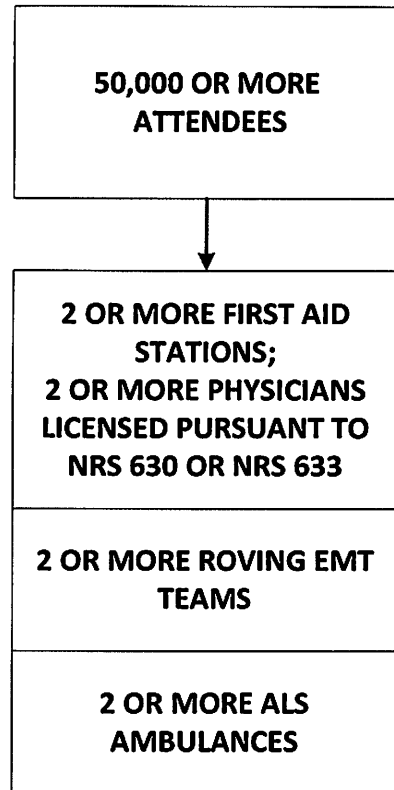 50,000 OR MORE
ATTENDEES
2 OR MORE FIRST AID
STATIONS;
2 OR MORE PHYSICIANS
LICENSED PURSUANT TO
NRS 630 OR NRS 633
2 OR MORE ROVING EMT
TEAMS
2 OR MORE ALS
AMBULANCES